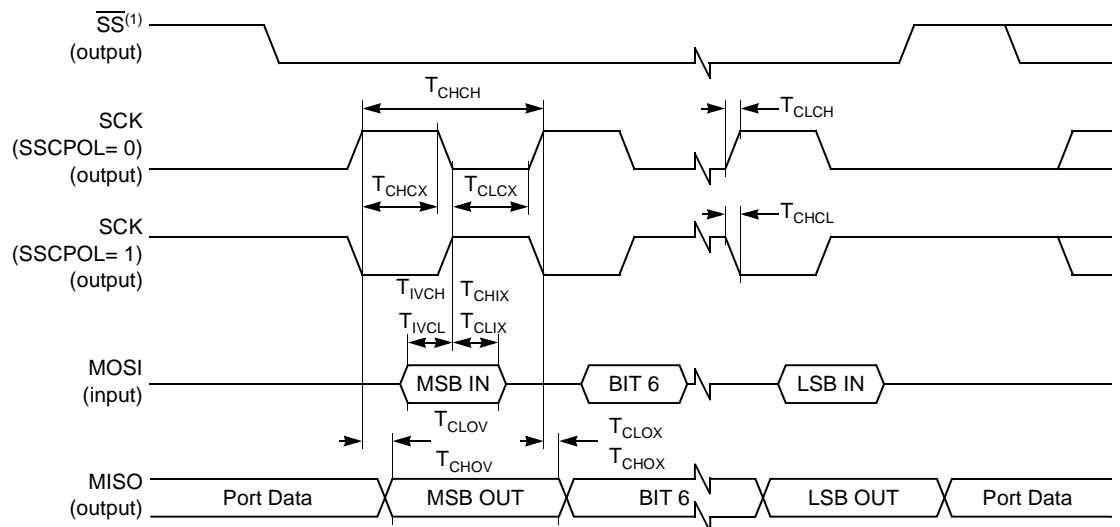 SS(1)
(output)
TCHCH
TCLCH
SCK
(SSCPOL= 0)
(output)
TCHCX
TCLCX
TCHCL
SCK
(SSCPOL= 1)
(output)
TIVCH
TCHIX
TIVCL
TCLIX
MOSI
(input)
MSB IN
BIT 6
LSB IN
TCLOV
TCLOX
TCHOV
TCHOX
MISO
(output)
Port Data
MSB OUT
BIT 6
LSB OUT
Port Data